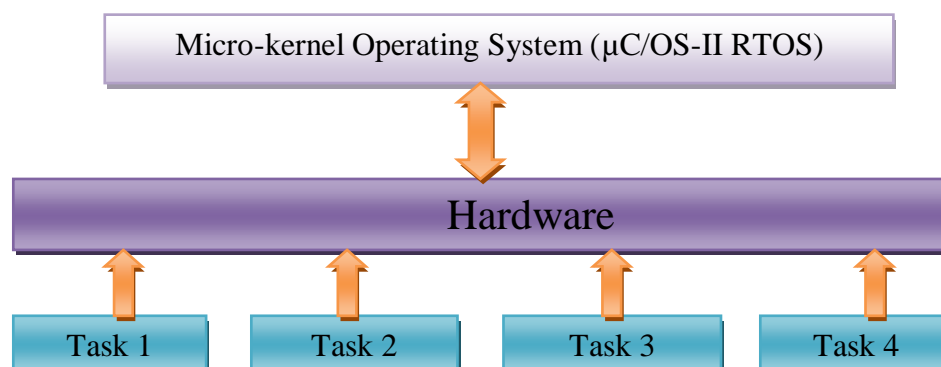 Micro-kernel Operating System (µC/OS-II RTOS)
Hardware
Task 1 Task 2 Task 3 Task 4